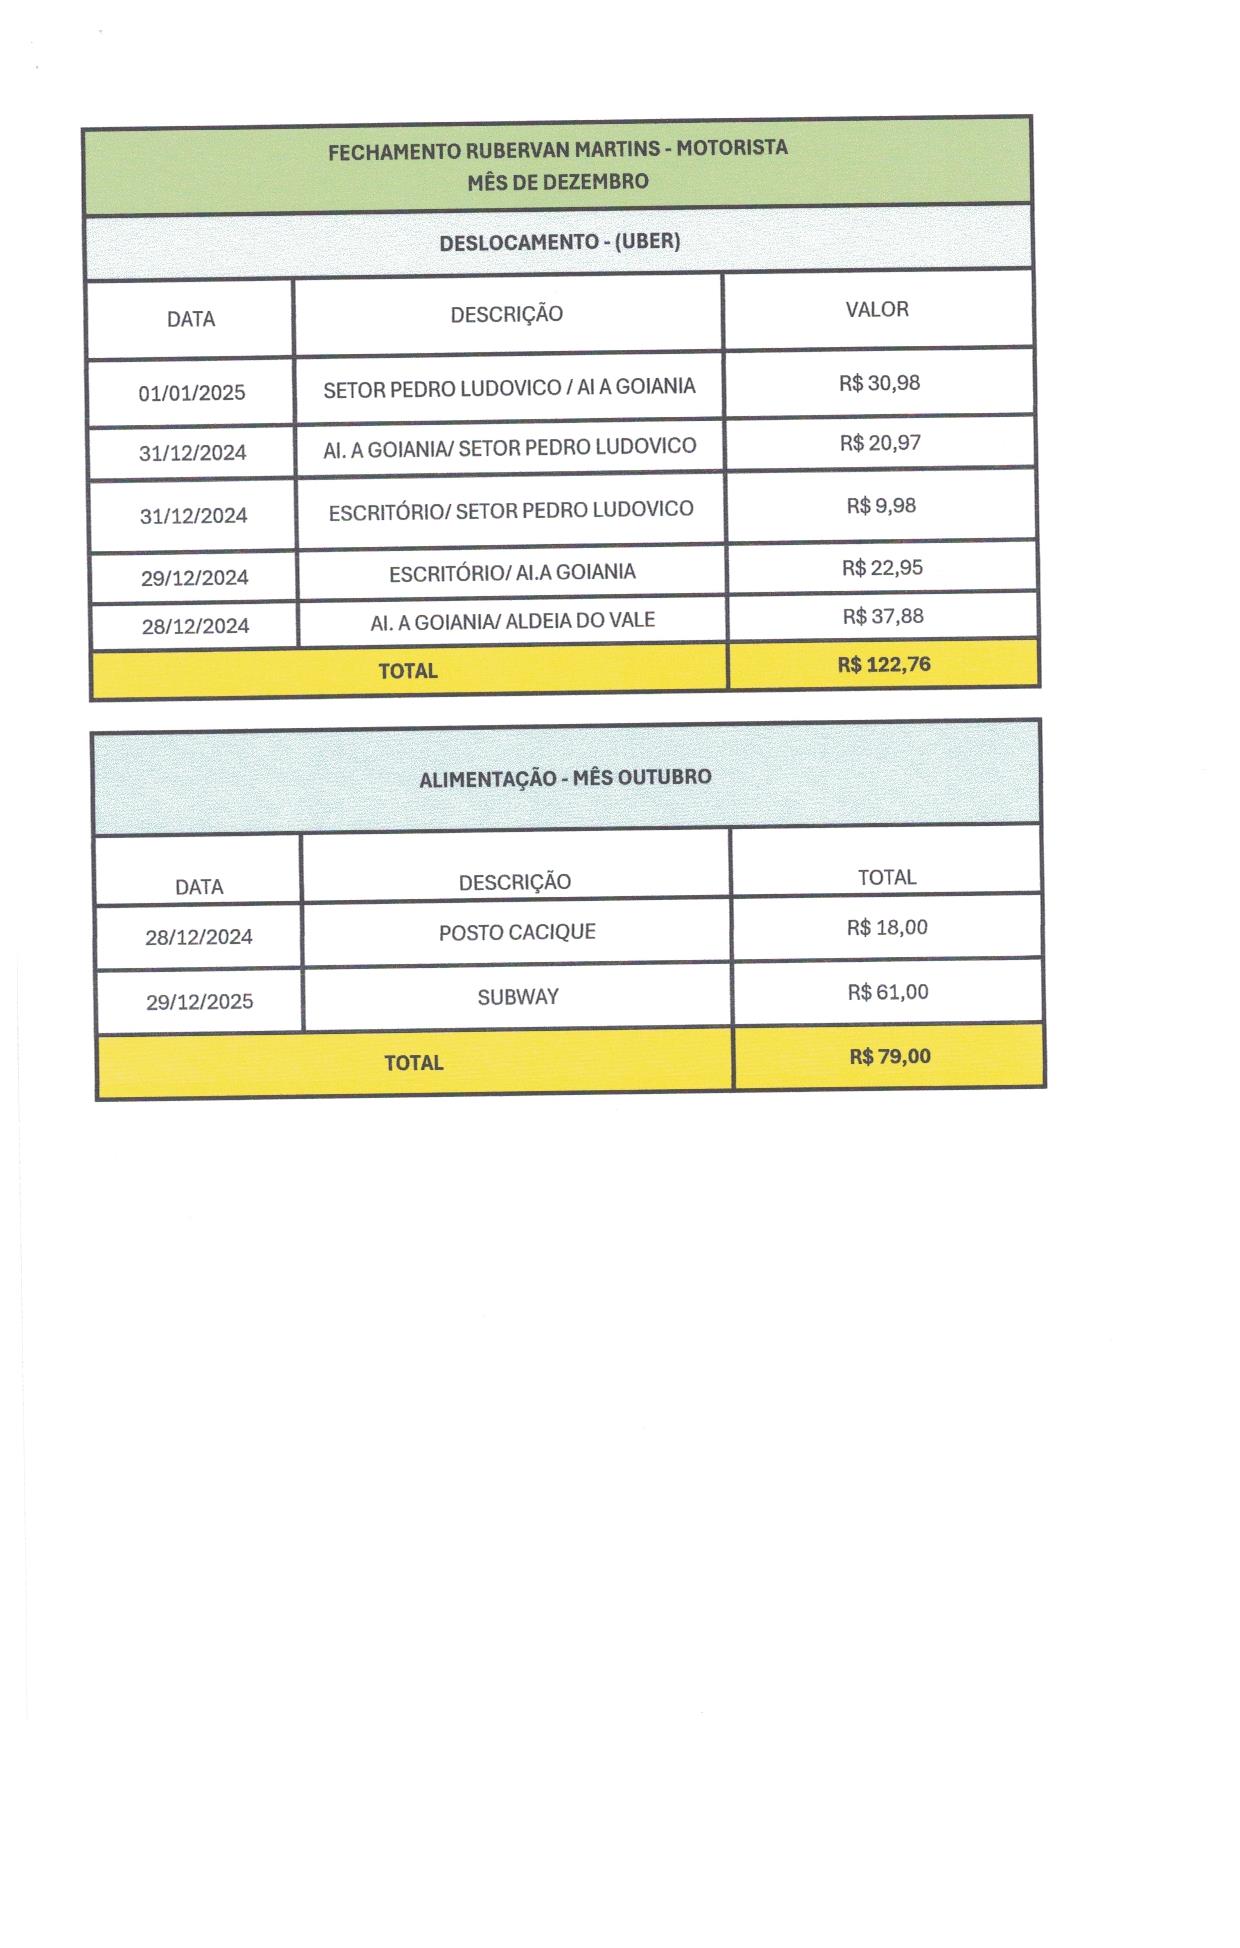 FECHAMENTO RUBERVAN MARTINS - MOTORISTA
MÊS DE DEZEMBRO
DESLOCAMENTO - (UBER)
DATA DESCRIÇÃO VALOR
01/01/2025 SETOR PEDRO LUDOVICO / AI A GOIANIA R$ 30,98
31/12/2024 AI. A GOIANIA/ SETOR PEDRO LUDOVICO R$ 20,97
31/12/2024 ESCRITÓRIO/ SETOR PEDRO LUDOVICO R$ 9,98
29/12/2024 ESCRITÓRIO/ AI.A GOIANIA R$ 22,95
28/12/2024 AI. A GOIANIA/ ALDEIA DO VALE R$ 37,88
TOTAL R$ 122,76
ALIMENTAÇÃO - MÊS OUTUBRO
DATA DESCRIÇÃO TOTAL
28/12/2024 POSTO CACIQUE R$ 18,00
29/12/2025 SUBWAY R$ 61,00
TOTAL R$ 79,00